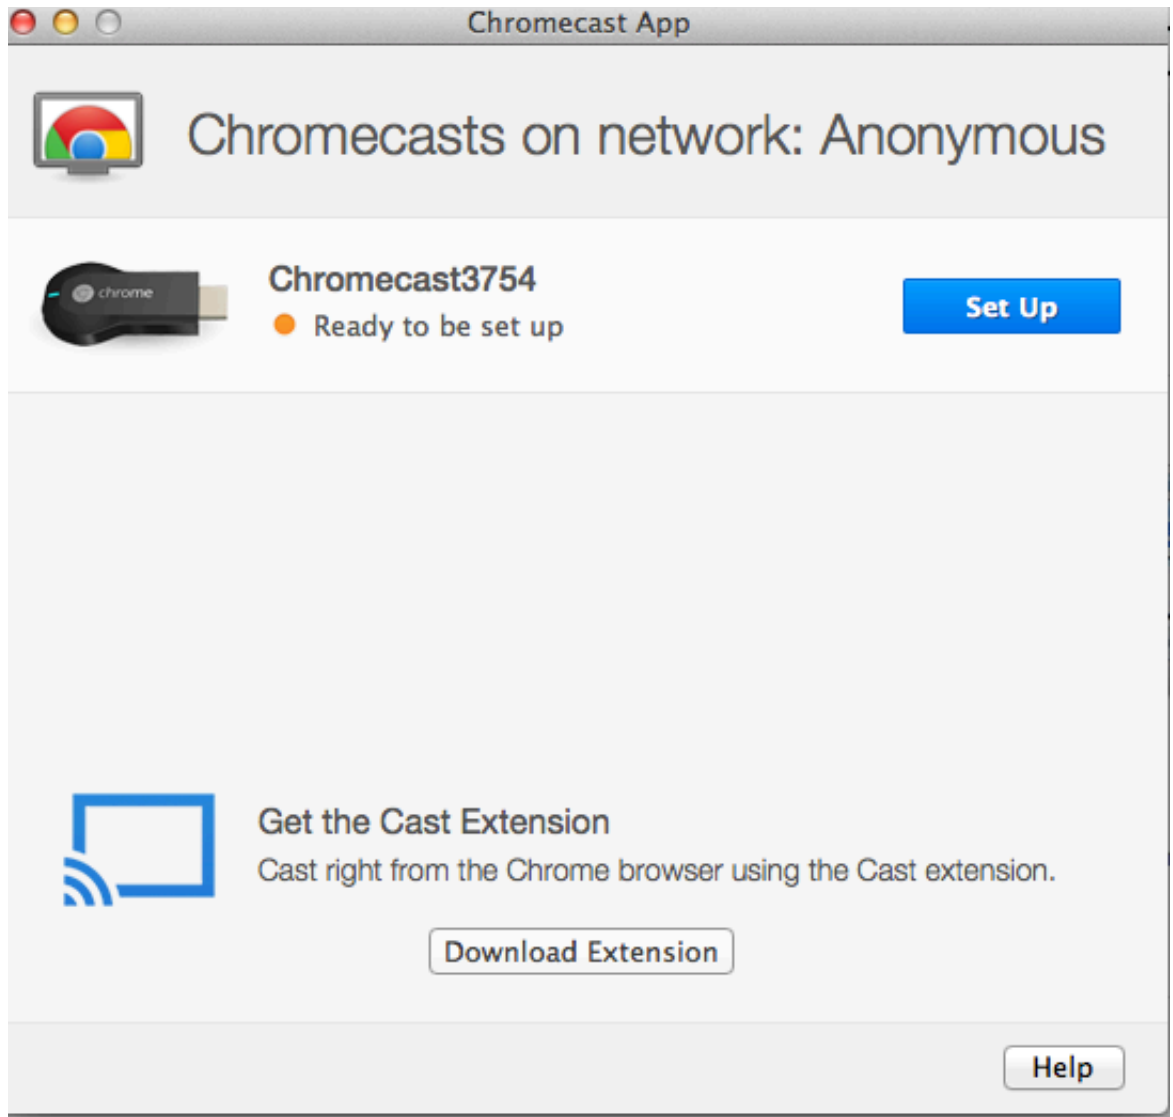 Chromecast App
Chromecasts on network: Anonymous
chrome
Chromecast3754
Ready to be set up
Set Up
Get the Cast Extension
Cast right from the Chrome browser using the Cast extension.
Download Extension
Help